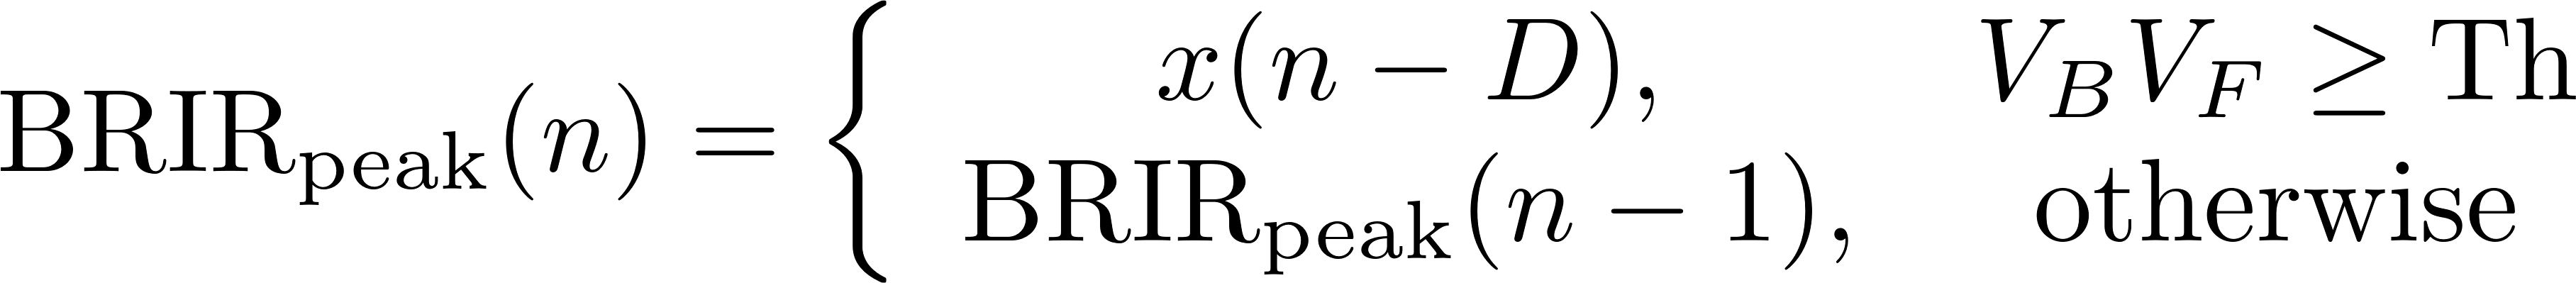 BRIR_peak(n) = { x(n − D), V_B V_F ≥ Th
BRIR_peak(n − 1), otherwise